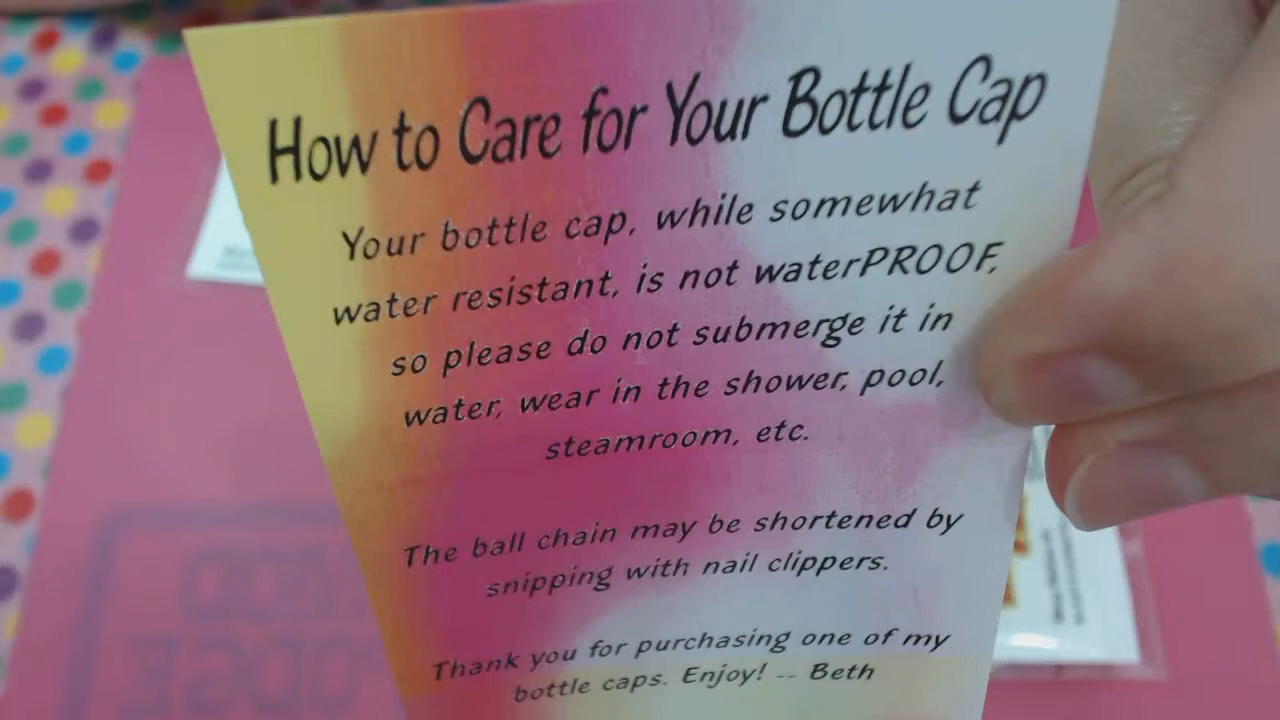 How to Care for Your Bottle Cap
Your bottle cap, while somewhat
water resistant, is not waterPROOF,
so please do not submerge it in
water, wear in the shower, pool,
steamroom, etc.
The ball chain may be shortened by
snipping with nail clippers.
Thank you for purchasing one of my
bottle caps. Enjoy! -- Beth